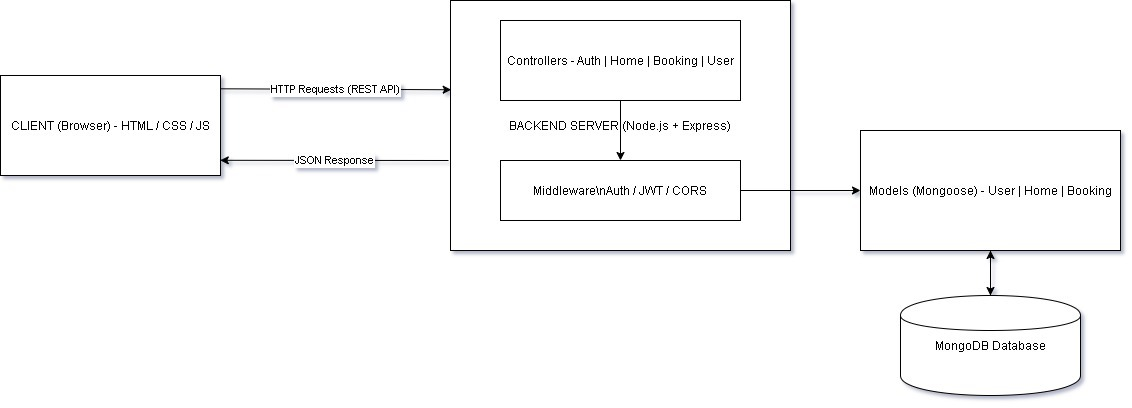 Controllers - Auth | Home | Booking | User
HTTP Requests (REST API)
CLIENT (Browser) - HTML / CSS / JS
BACKEND SERVER (Node.js + Express)
JSON Response
Middleware\nAuth / JWT / CORS
Models (Mongoose) - User | Home | Booking
MongoDB Database